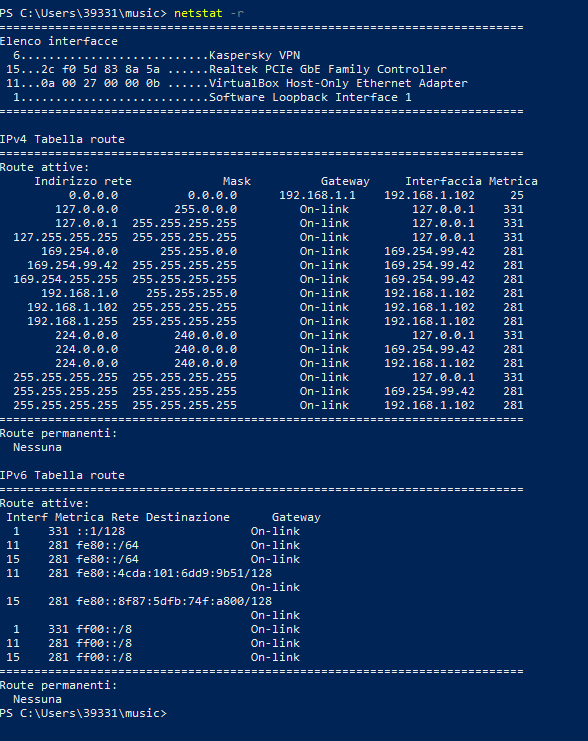 PS C:\Users\39331\music> netstat -r
===========================================================================
Elenco interfacce
  6...........................Kaspersky VPN
 15...2c f0 5d 83 8a 5a ......Realtek PCIe GbE Family Controller
 11...0a 00 27 00 00 0b ......VirtualBox Host-Only Ethernet Adapter
  1...........................Software Loopback Interface 1
===========================================================================

IPv4 Tabella route
===========================================================================
Route attive:
     Indirizzo rete             Mask          Gateway     Interfaccia Metrica
          0.0.0.0          0.0.0.0      192.168.1.1    192.168.1.102     25
        127.0.0.0        255.0.0.0         On-link         127.0.0.1    331
        127.0.0.1  255.255.255.255         On-link         127.0.0.1    331
  127.255.255.255  255.255.255.255         On-link         127.0.0.1    331
      169.254.0.0      255.255.0.0         On-link     169.254.99.42    281
    169.254.99.42  255.255.255.255         On-link     169.254.99.42    281
  169.254.255.255  255.255.255.255         On-link     169.254.99.42    281
      192.168.1.0    255.255.255.0         On-link     192.168.1.102    281
    192.168.1.102  255.255.255.255         On-link     192.168.1.102    281
    192.168.1.255  255.255.255.255         On-link     192.168.1.102    281
        224.0.0.0        240.0.0.0         On-link         127.0.0.1    331
        224.0.0.0        240.0.0.0         On-link     169.254.99.42    281
        224.0.0.0        240.0.0.0         On-link     192.168.1.102    281
  255.255.255.255  255.255.255.255         On-link         127.0.0.1    331
  255.255.255.255  255.255.255.255         On-link     169.254.99.42    281
  255.255.255.255  255.255.255.255         On-link     192.168.1.102    281
===========================================================================
Route permanenti:
  Nessuna

IPv6 Tabella route
===========================================================================
Route attive:
 Interf Metrica Rete Destinazione      Gateway
  1    331 ::1/128                  On-link
 11    281 fe80::/64                On-link
 15    281 fe80::/64                On-link
 11    281 fe80::4cda:101:6dd9:9b51/128
                                    On-link
 15    281 fe80::8f87:5dfb:74f:a800/128
                                    On-link
  1    331 ff00::/8                 On-link
 11    281 ff00::/8                 On-link
 15    281 ff00::/8                 On-link
===========================================================================
Route permanenti:
  Nessuna
PS C:\Users\39331\music>